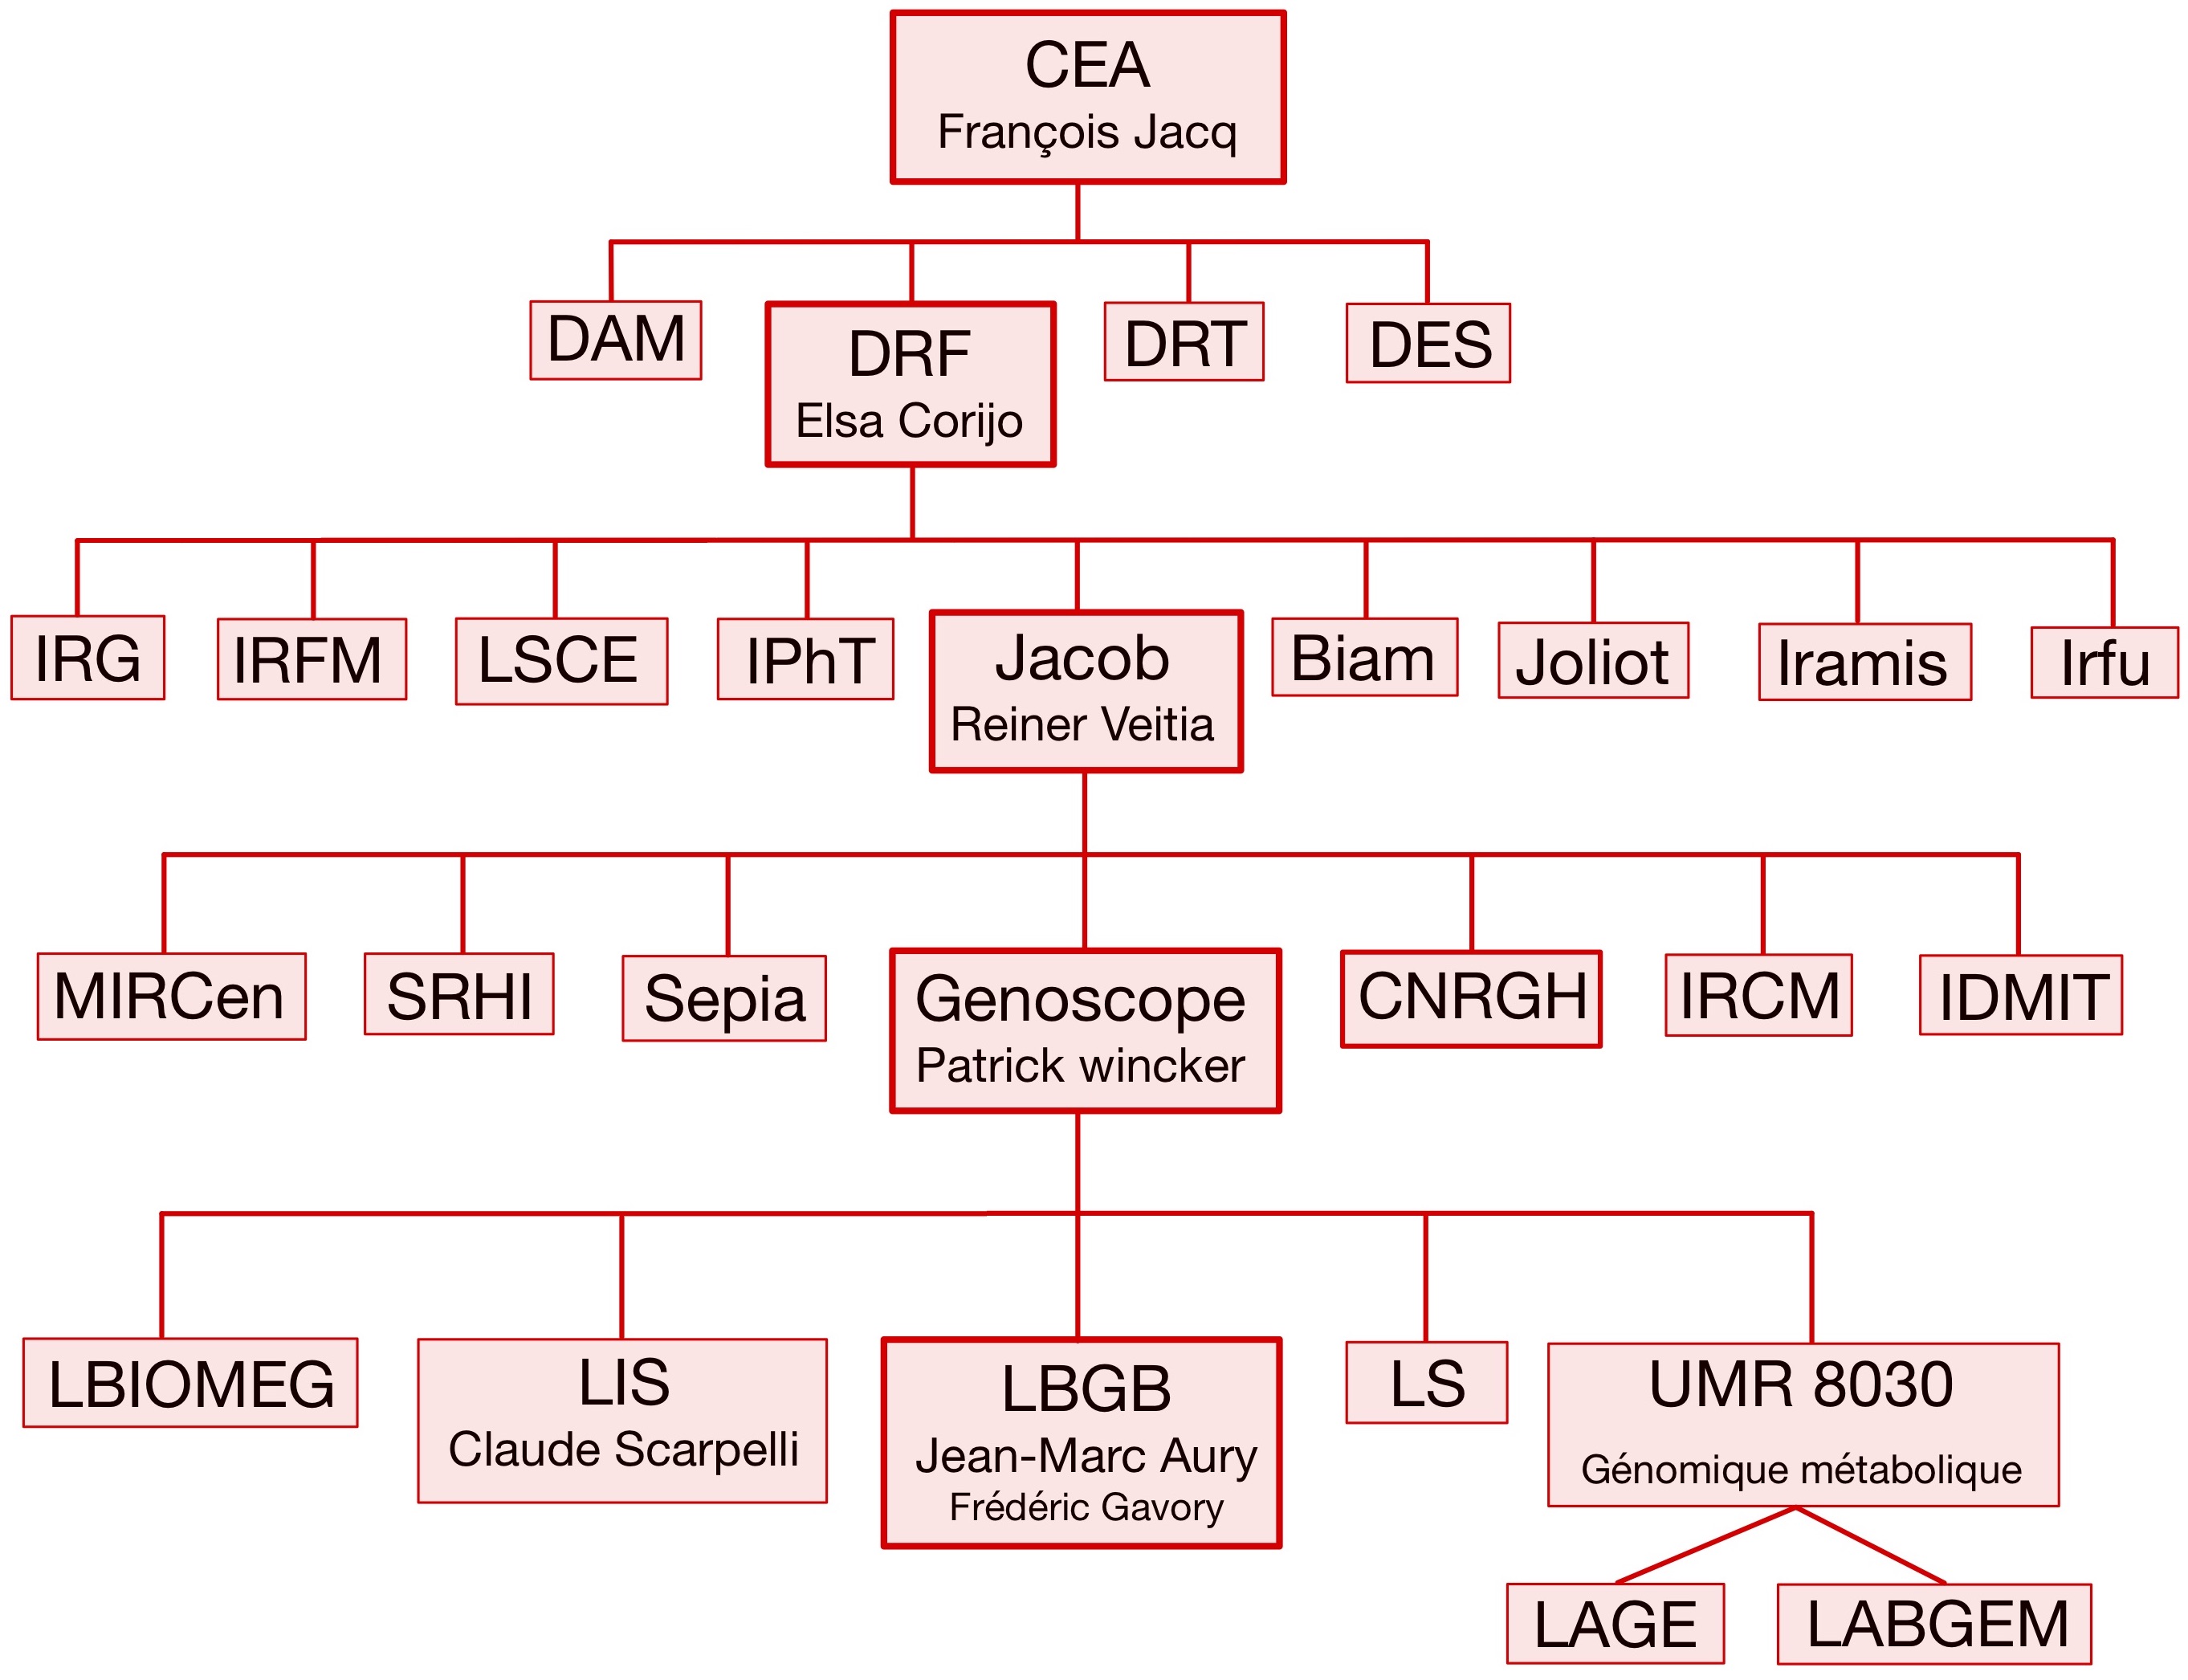 CEA
François Jacq
DAM
DRF
Elsa Corijo
DRT
DES
IRG
IRFM
LSCE
IPhT
Jacob
Reiner Veitia
Biam
Joliot
Iramis
Irfu
MIRCen
SRHI
Sepia
Genoscope
Patrick wincker
CNRGH
IRCM
IDMIT
LBIOMEG
LIS
Claude Scarpelli
LBGB
Jean-Marc Aury
Frédéric Gavory
LS
UMR 8030
Génomique métabolique
LAGE
LABGEM